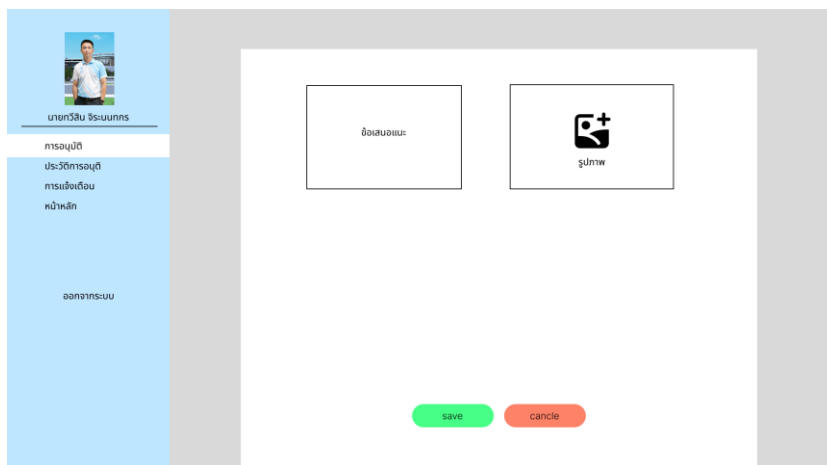 นายทวีสิน จิระนนทกร
การอนุมัติ
ประวัติการอนุติ
การแจ้งเตือน
หน้าหลัก
ออกจากระบบ
ข้อเสนอแนะ
รูปภาพ
save
cancle